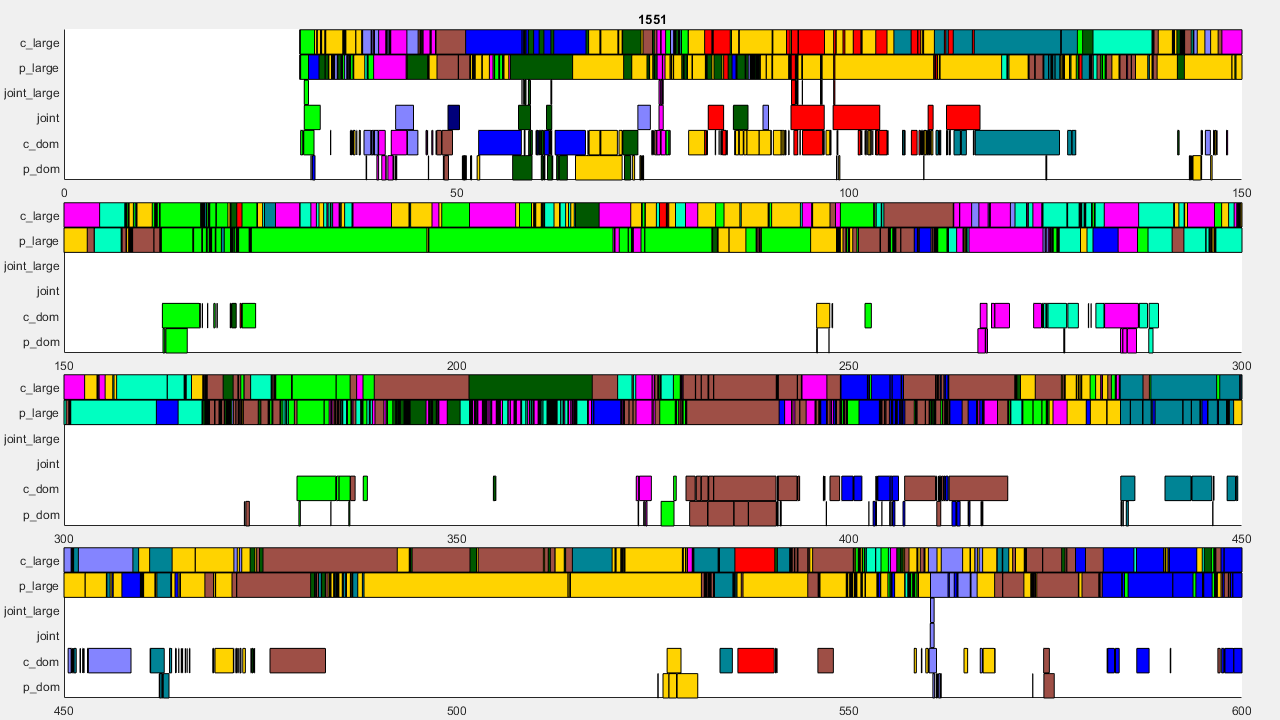 1551
c_large
p_large
joint_large
joint
c_dom
p_dom
0 50 100 150
c_large
p_large
joint_large
joint
c_dom
p_dom
150 200 250 300
c_large
p_large
joint_large
joint
c_dom
p_dom
300 350 400 450
c_large
p_large
joint_large
joint
c_dom
p_dom
450 500 550 600